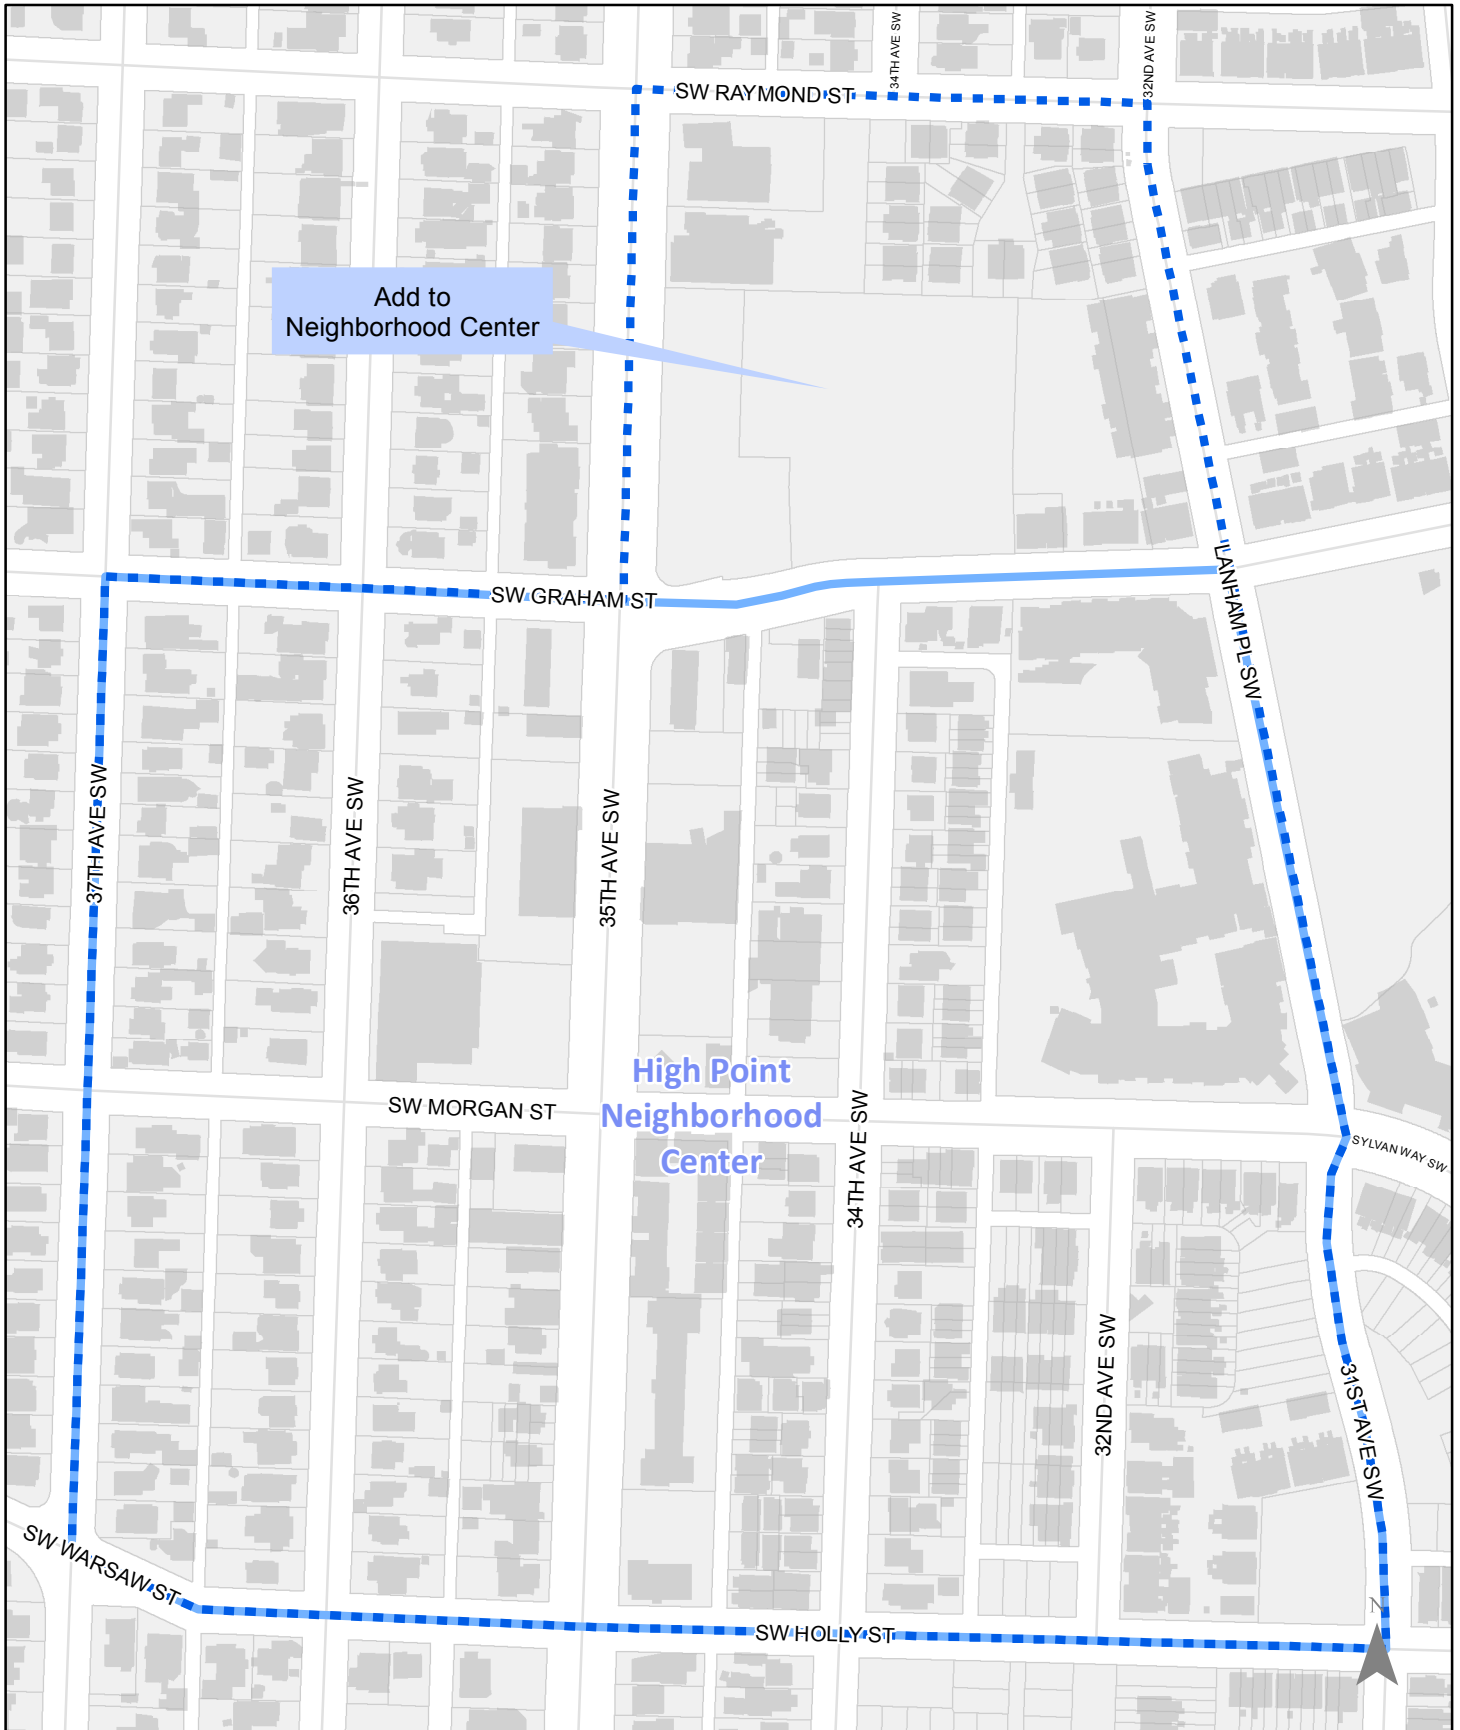 34TH AVE SW
32ND AVE SW
SW RAYMOND ST
Add to
Neighborhood Center
SW GRAHAM ST
LANHAM PL SW
37TH AVE SW
36TH AVE SW
35TH AVE SW
High Point
Neighborhood
Center
SW MORGAN ST
34TH AVE SW
SYLVAN WAY SW
32ND AVE SW
31ST AVE SW
SW WARSAW ST
SW HOLLY ST
N